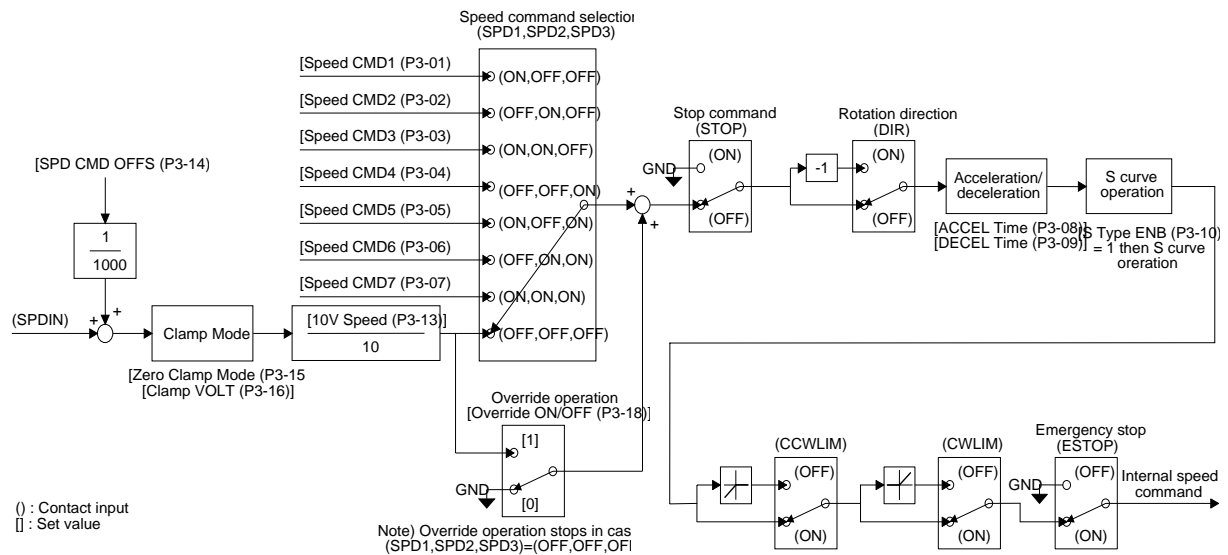 Speed command selection
(SPD1,SPD2,SPD3)
[Speed CMD1 (P3-01)
(ON,OFF,OFF)
[Speed CMD2 (P3-02)
(OFF,ON,OFF)
[Speed CMD3 (P3-03)
(ON,ON,OFF)
[Speed CMD4 (P3-04)
(OFF,OFF,ON)
[Speed CMD5 (P3-05)
(ON,OFF,ON)
[Speed CMD6 (P3-06)
(OFF,ON,ON)
[Speed CMD7 (P3-07)
(ON,ON,ON)
(OFF,OFF,OFF)
[SPD CMD OFFS (P3-14)
1
1000
+
+
(SPDIN)
Clamp Mode
[Zero Clamp Mode (P3-15
[Clamp VOLT (P3-16)]
[10V Speed (P3-13)]
10
Override operation
[Override ON/OFF (P3-18)]
[1]
GND
[0]
Note) Override operation stops in cas
(SPD1,SPD2,SPD3)=(OFF,OFF,OFF
+
+
Stop command
(STOP)
(ON)
GND
(OFF)
Rotation direction
(DIR)
-1
(ON)
(OFF)
Acceleration/
deceleration
[ACCEL Time (P3-08)]
[DECEL Time (P3-09)]
S curve
operation
[S Type ENB (P3-10)
= 1 then S curve
oreration
(CCWLIM)
(OFF)
(ON)
(CWLIM)
(OFF)
(ON)
Emergency stop
(ESTOP)
GND
(OFF)
(ON)
Internal speed
command
() : Contact input
[] : Set value